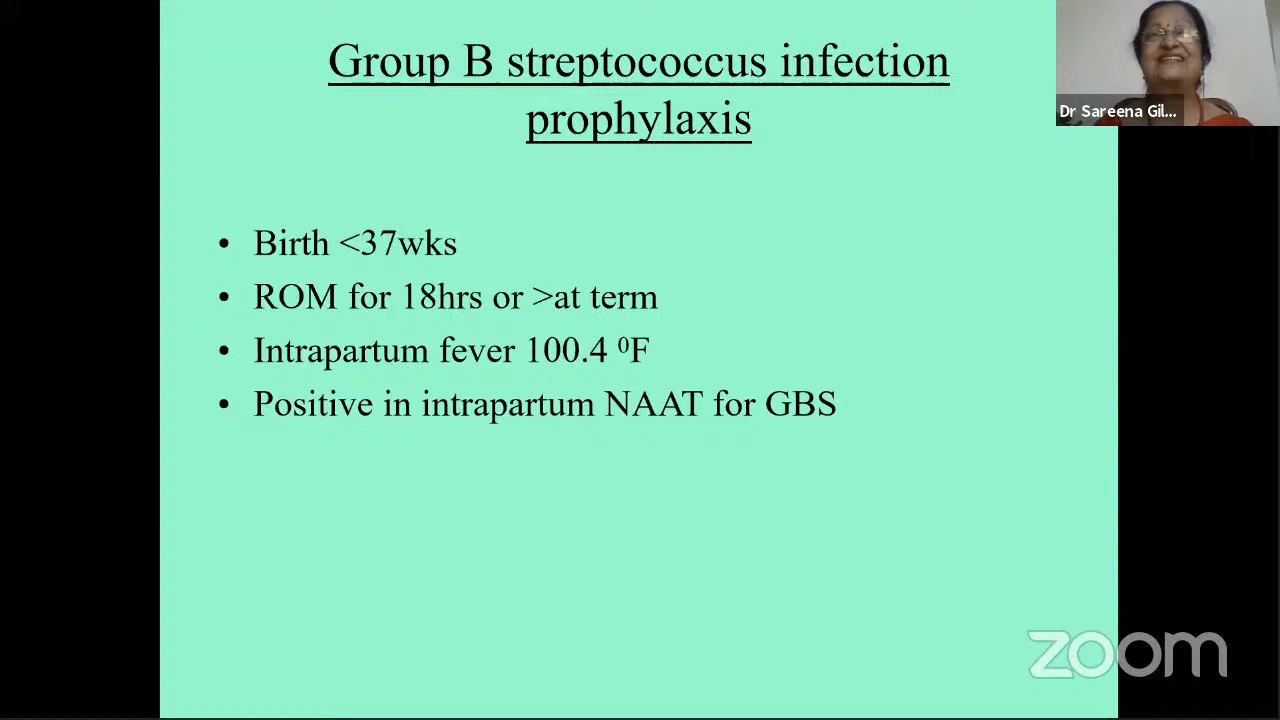 Group B streptococcus infection
prophylaxis
Dr Sareena Gil...
• Birth <37wks
• ROM for 18hrs or >at term
• Intrapartum fever 100.4 ⁰F
• Positive in intrapartum NAAT for GBS
zoom